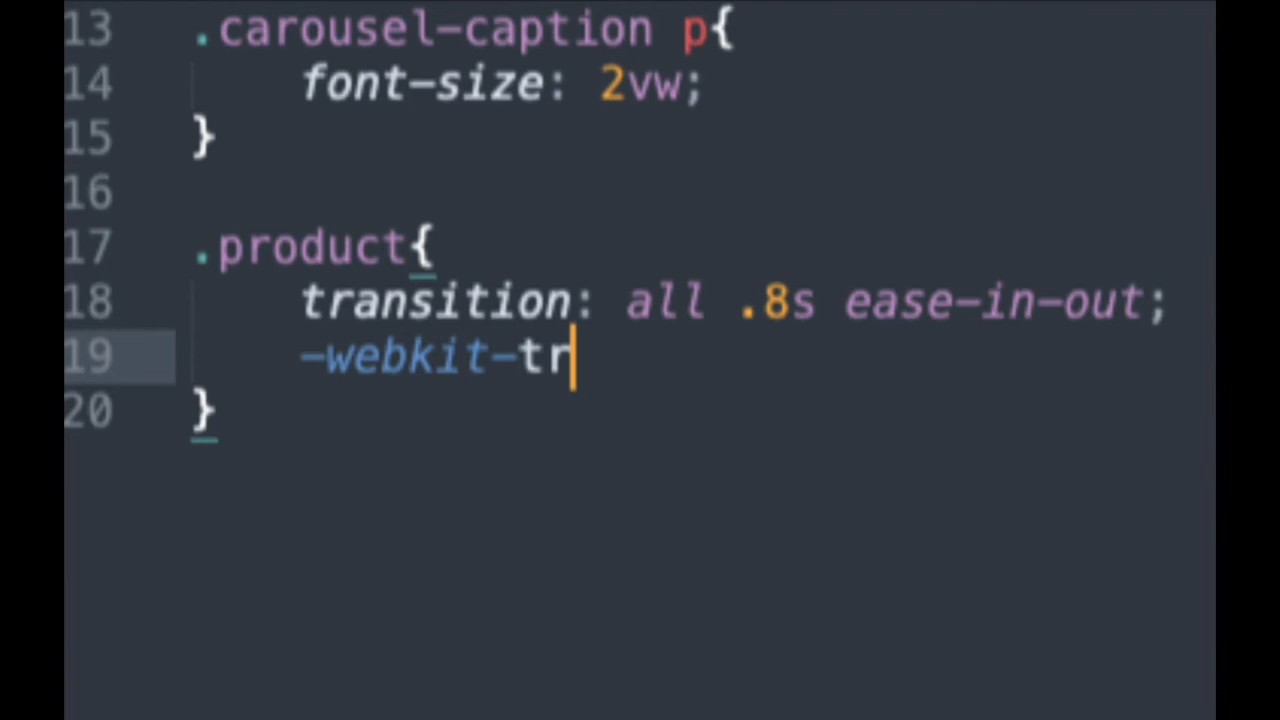 13 .carousel-caption p{
14 font-size: 2vw;
15 }
16
17 .product{
18 transition: all .8s ease-in-out;
19 -webkit-tr
20 }